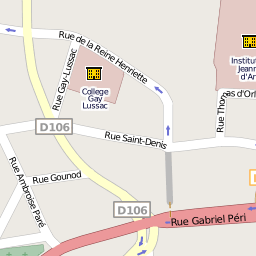 Rue de la Reine Henriette
Institut
Jeann
d'Ar
Rue Gay-Lussac
College
Gay
Lussac
Rue Thom
as d'Orl
D106
Rue Saint-Denis
Rue Ambroise Paré
Rue Gounod
D106
Rue Gabriel Péri